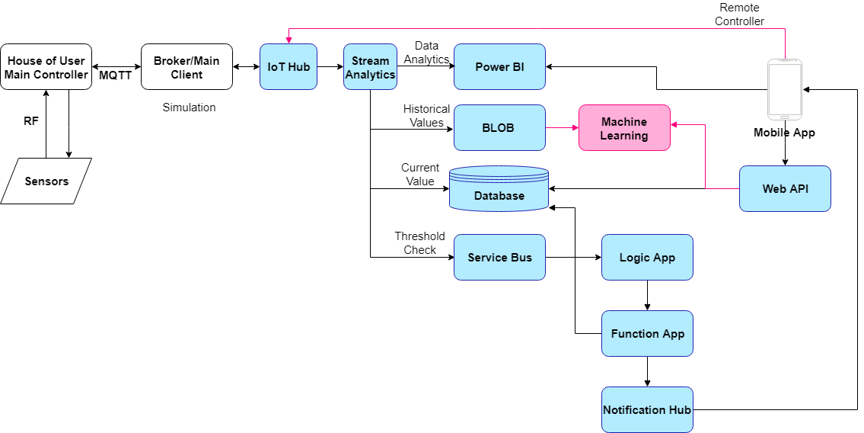 Remote
Controller
House of User
Main Controller
MQTT
Broker/Main
Client
Simulation
IoT Hub
Stream
Analytics
Data
Analytics
Power BI
Mobile App
RF
Sensors
Historical
Values
BLOB
Machine
Learning
Current
Value
Database
Web API
Threshold
Check
Service Bus
Logic App
Function App
Notification Hub